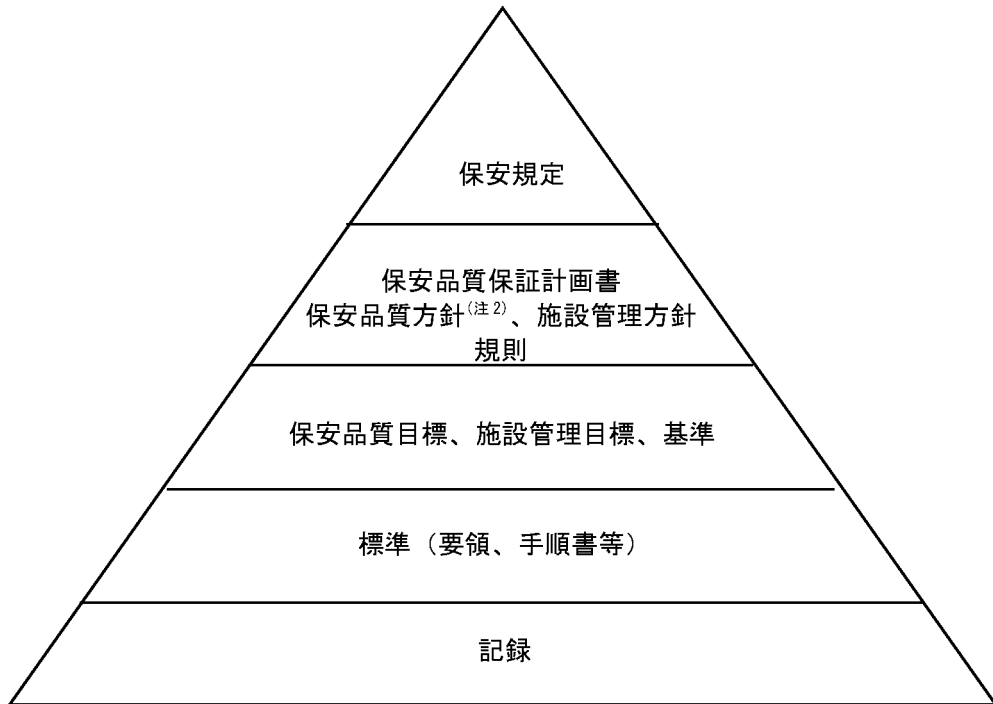 保安規定
保安品質保証計画書
保安品質方針(注2)、施設管理方針
規則
保安品質目標、施設管理目標、基準
標準（要領、手順書等）
記録